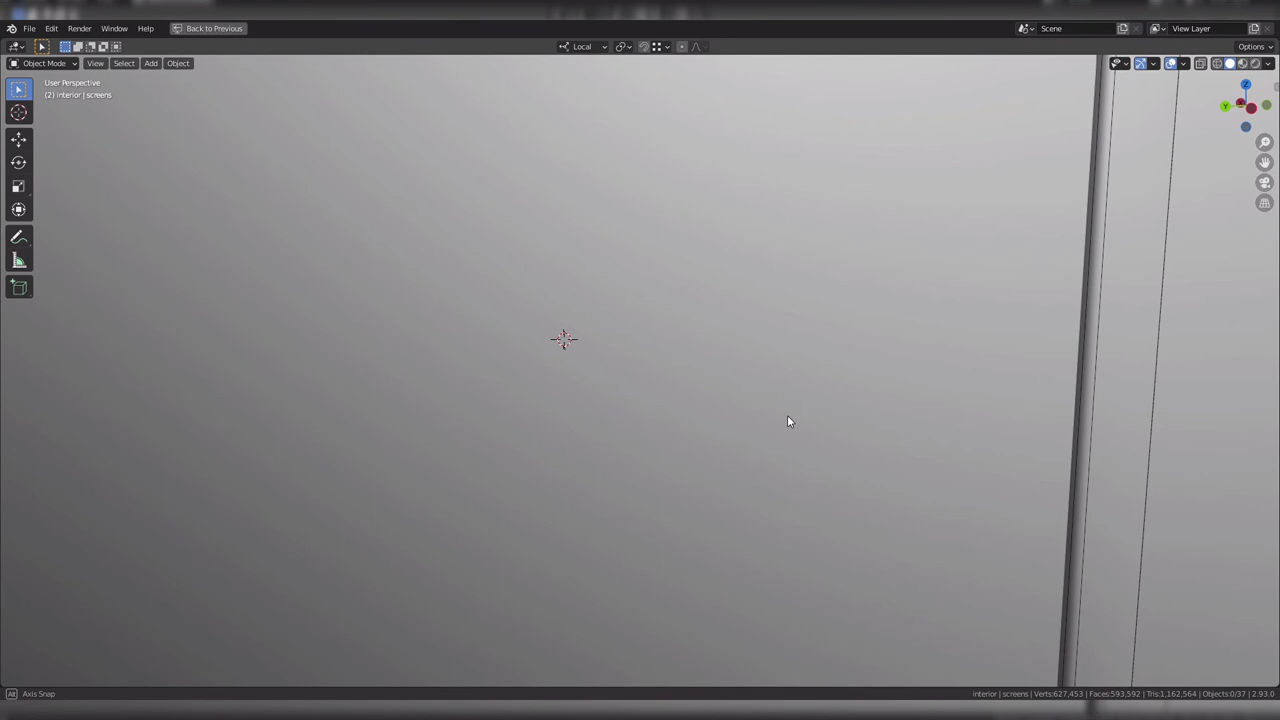 File Edit Render Window Help Back to Previous Scene View Layer
Local Options
Object Mode View Select Add Object
User Perspective
(2) interior | screens
Z
Y
Alt Axis Snap interior | screens | Verts:627,453 | Faces:593,592 | Tris:1,162,564 | Objects:0/37 | 2.93.0